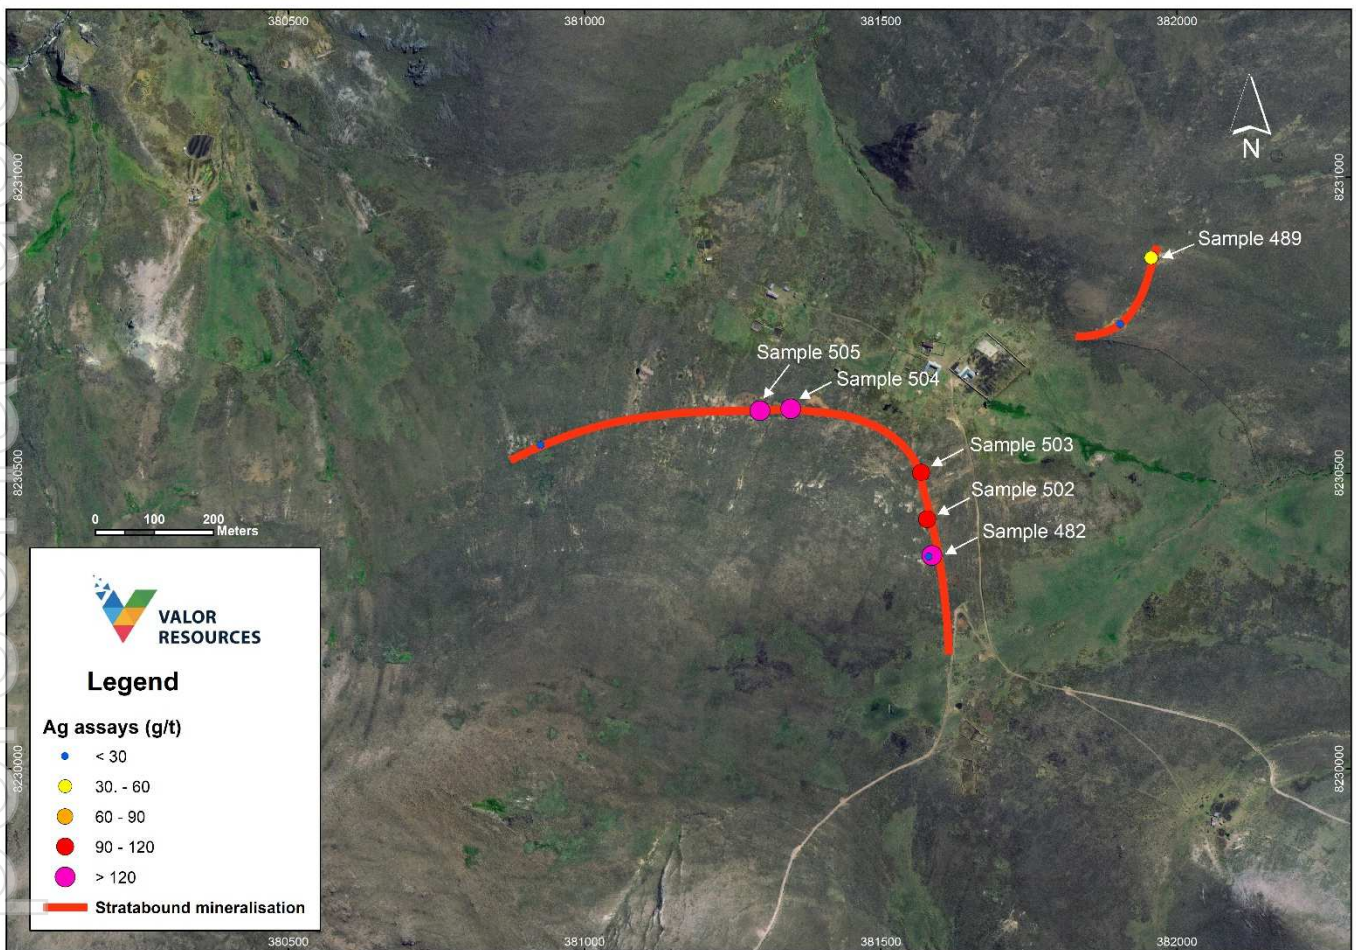 380500
381000
381500
382000
8231000
8231000
N
Sample 489
Sample 505
Sample 504
Sample 503
8230500
8230500
Sample 502
Sample 482
0 100 200
Meters
VALOR
RESOURCES
Legend
Ag assays (g/t)
< 30
30. - 60
60 - 90
90 - 120
> 120
Stratabound mineralisation
8230000
8230000
380500
381000
381500
382000